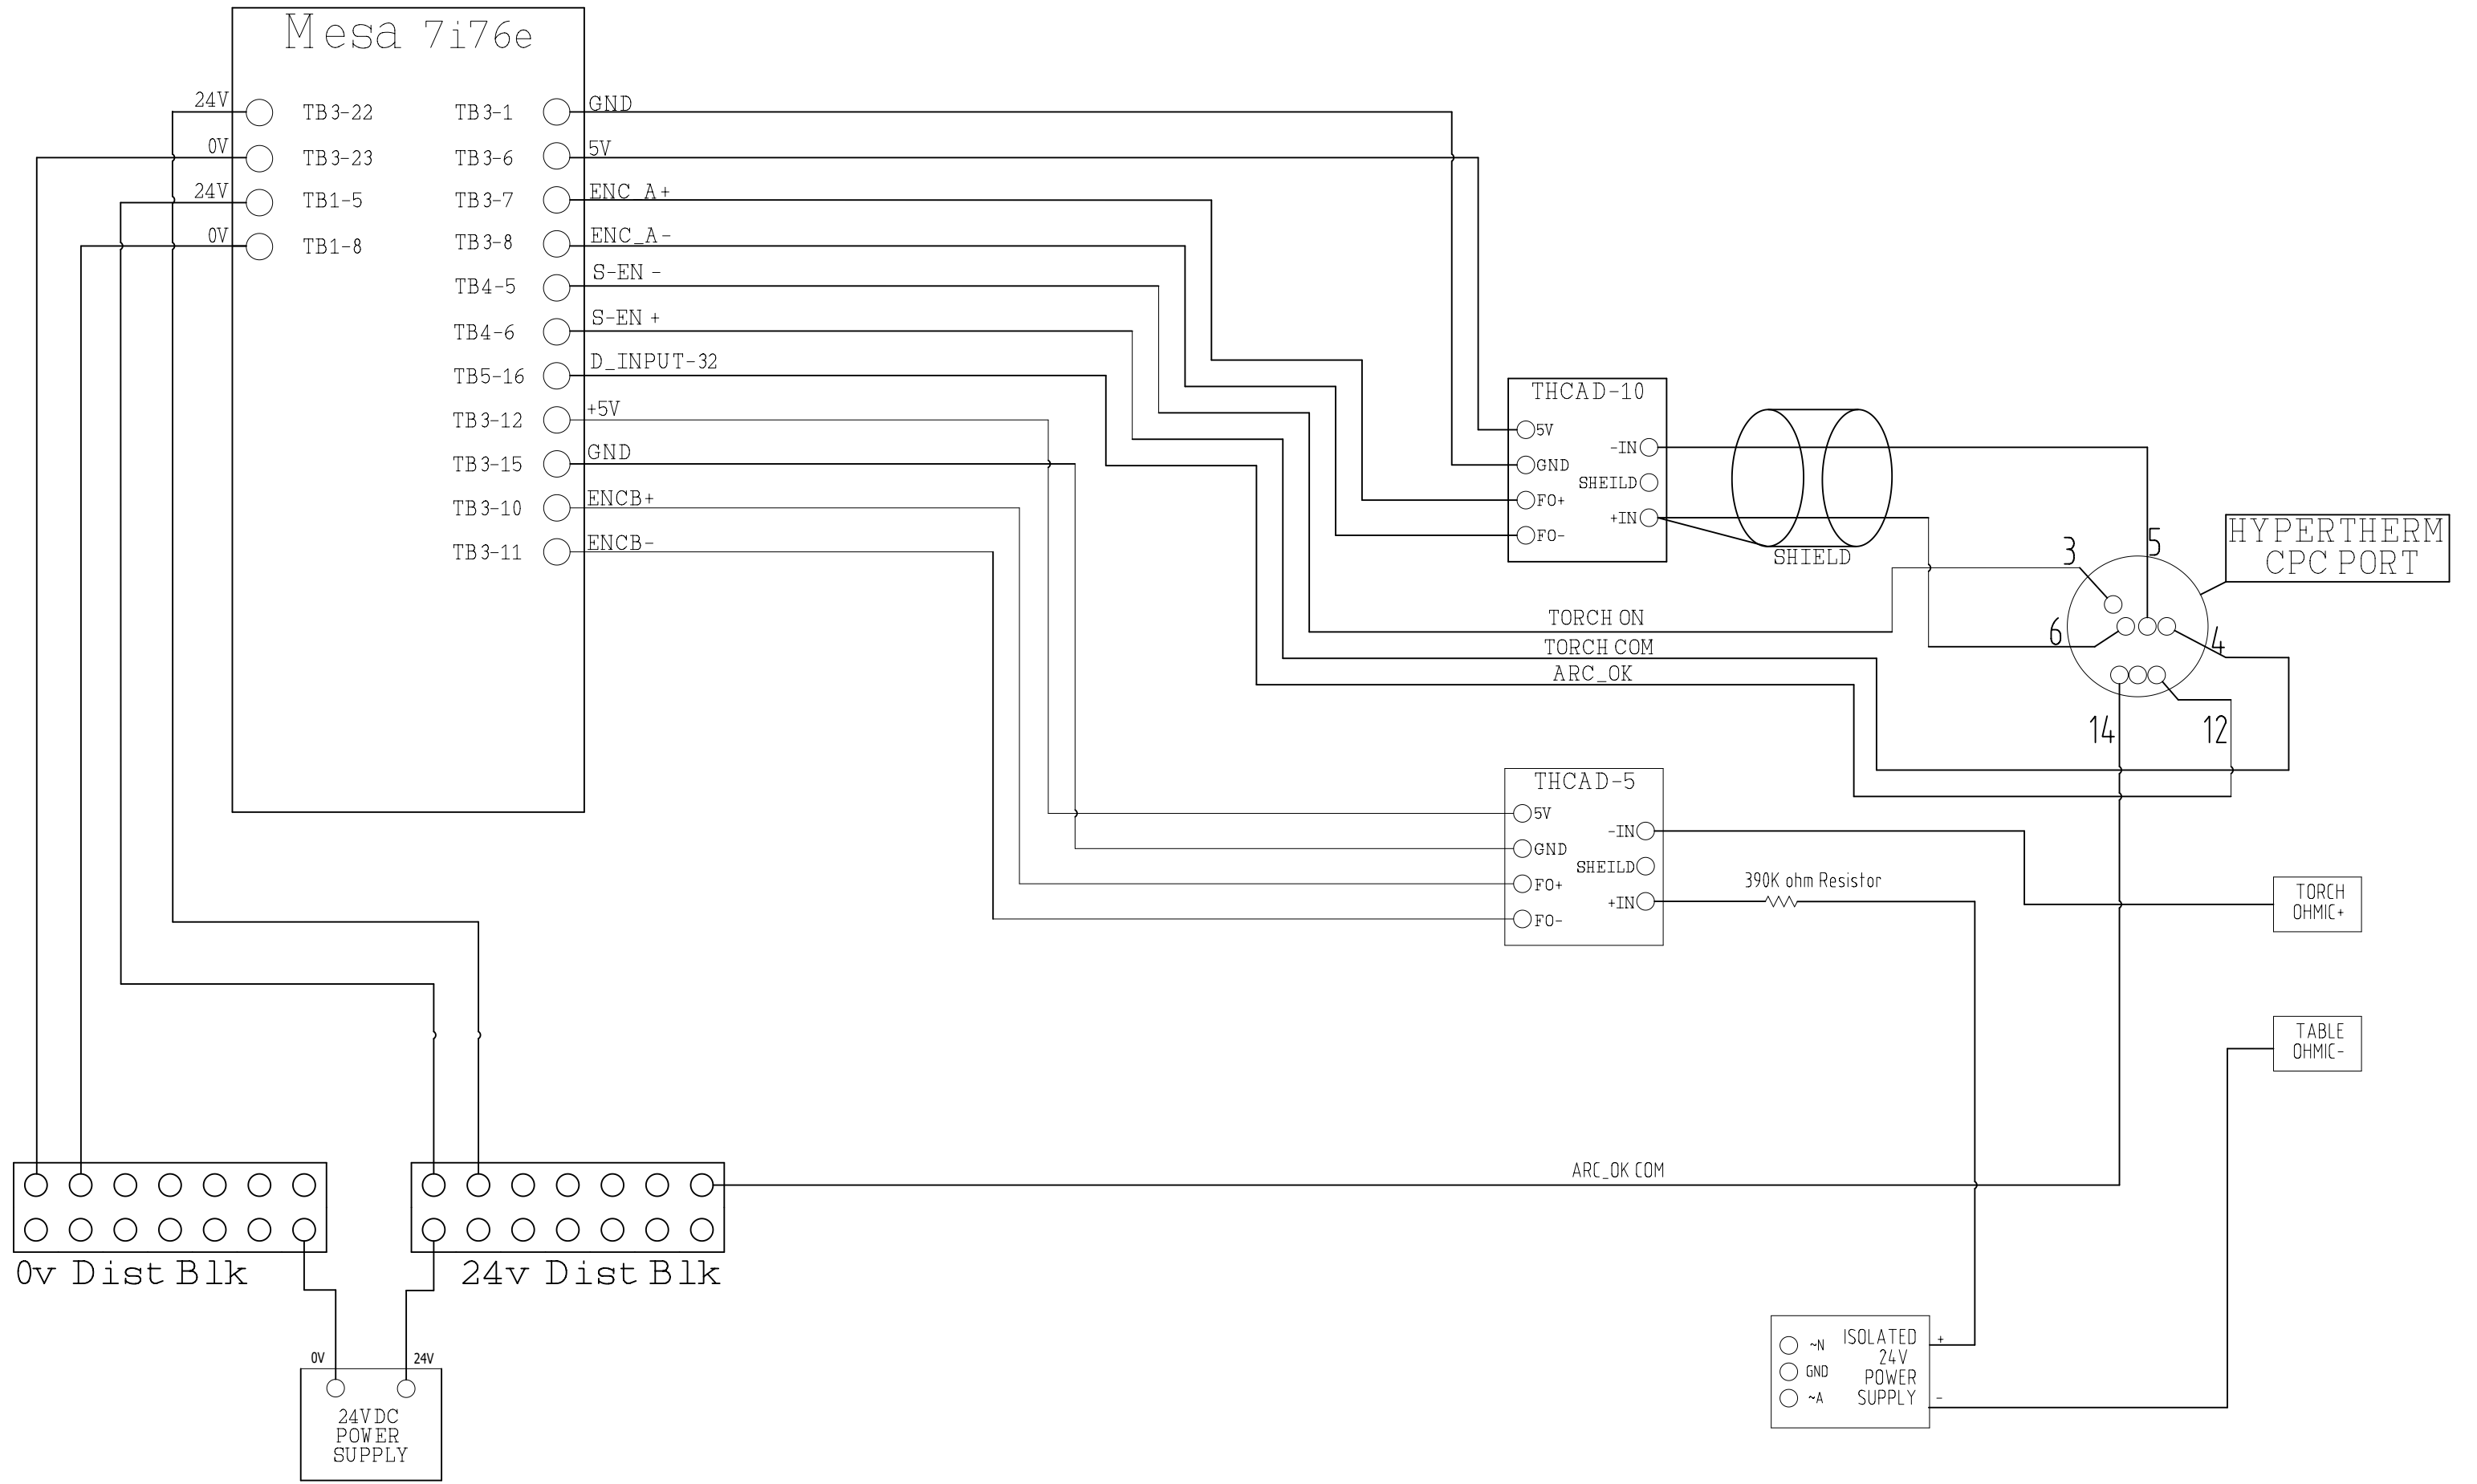 Mesa 7i76e
24V
TB3-22
TB3-1
GND
0V
TB3-23
TB3-6
5V
24V
TB1-5
TB3-7
ENC_A+
0V
TB1-8
TB3-8
ENC_A-
TB4-5
S-EN -
TB4-6
S-EN +
TB5-16
D_INPUT-32
TB3-12
+5V
TB3-15
GND
TB3-10
ENCB+
TB3-11
ENCB-
THCAD-10
5V
-IN
GND
SHEILD
FO+
+IN
FO-
SHIELD
HYPERTHERM
CPC PORT
3
5
6
4
14
12
TORCH ON
TORCH COM
ARC_OK
THCAD-5
5V
-IN
GND
SHEILD
FO+
+IN
FO-
390K ohm Resistor
TORCH
OHMIC+
TABLE
OHMIC-
ARC_OK COM
0v Dist Blk
24v Dist Blk
0V
24V
24VDC
POWER
SUPPLY
~N
GND
~A
ISOLATED
24V
POWER
SUPPLY
+
-